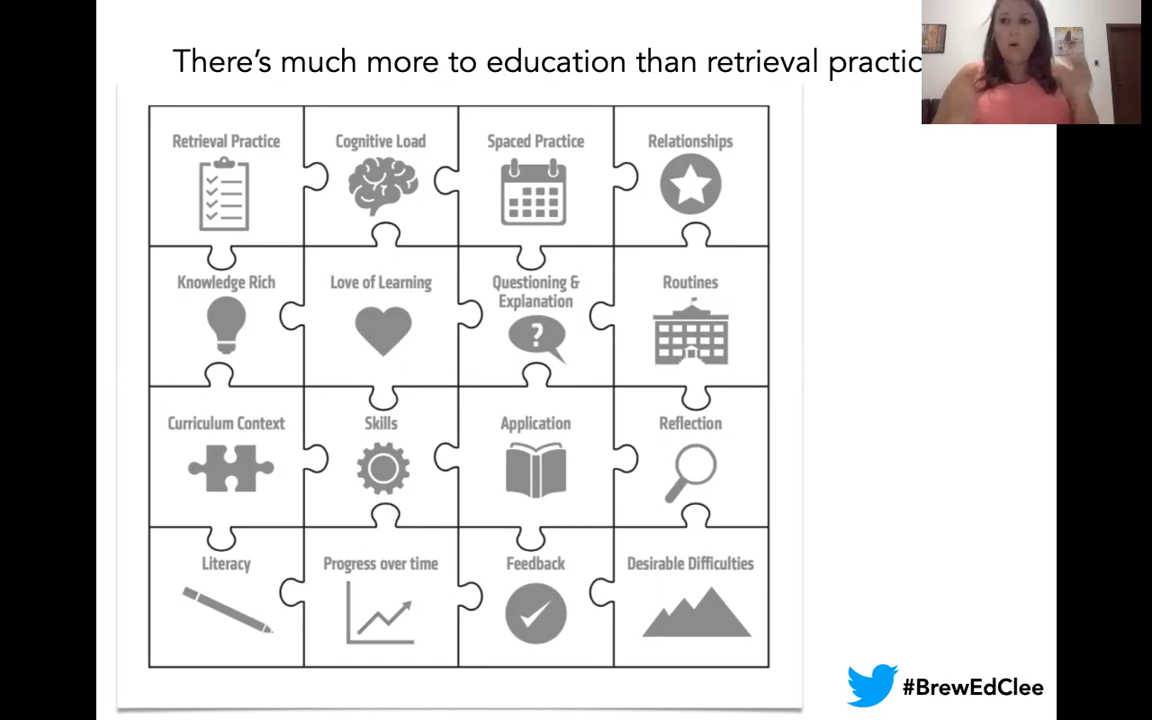 There's much more to education than retrieval practic
Retrieval Practice
Cognitive Load
Spaced Practice
Relationships
Knowledge Rich
Love of Learning
Questioning &
Explanation
Routines
?
Curriculum Context
Skills
Application
Reflection
Literacy
Progress over time
Feedback
Desirable Difficulties
#BrewEdClee